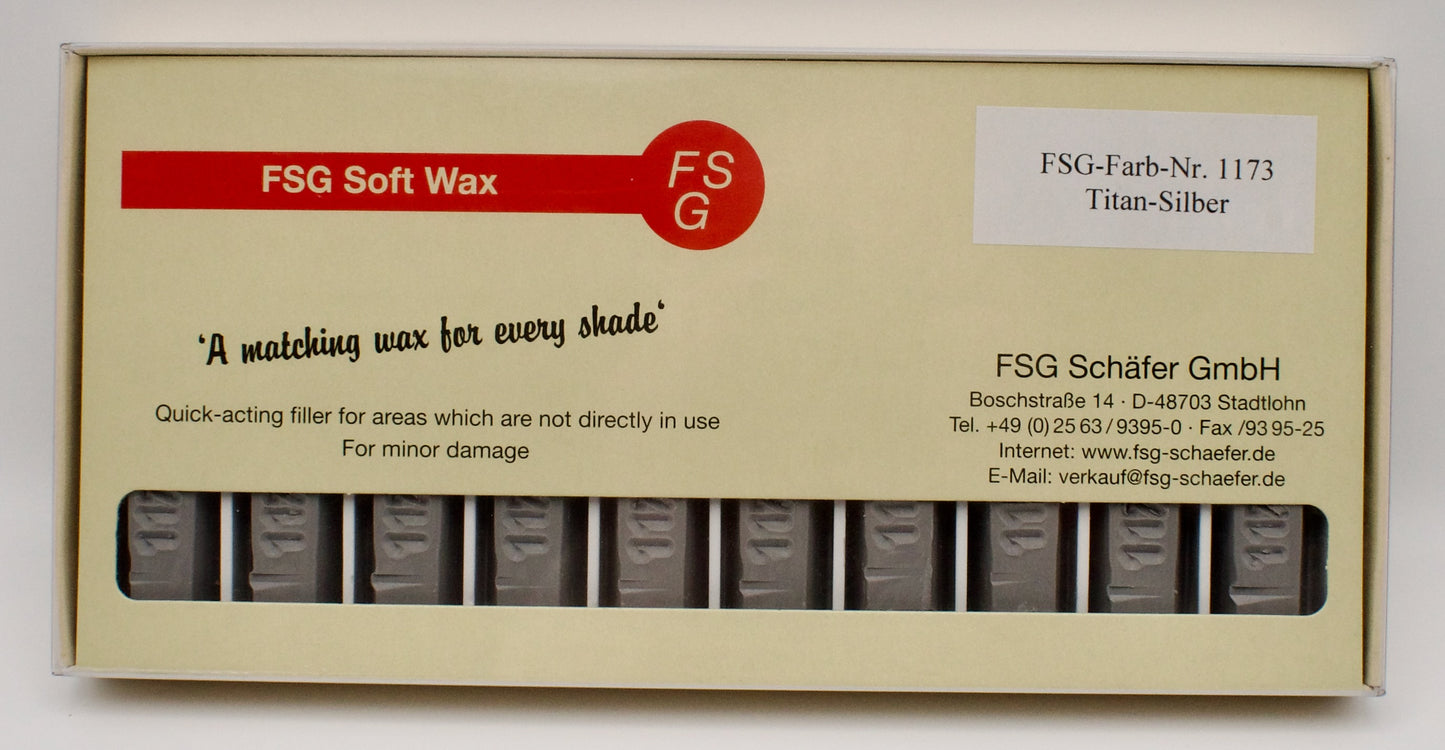 FSG Soft Wax
FS
G
FSG-Farb-Nr. 1173
Titan-Silber
'A matching wax for every shade'
Quick-acting filler for areas which are not directly in use
For minor damage
FSG Schäfer GmbH
Boschstraße 14 · D-48703 Stadtlohn
Tel. +49 (0) 25 63 / 9395-0 · Fax /93 95-25
Internet: www.fsg-schaefer.de
E-Mail: verkauf@fsg-schaefer.de